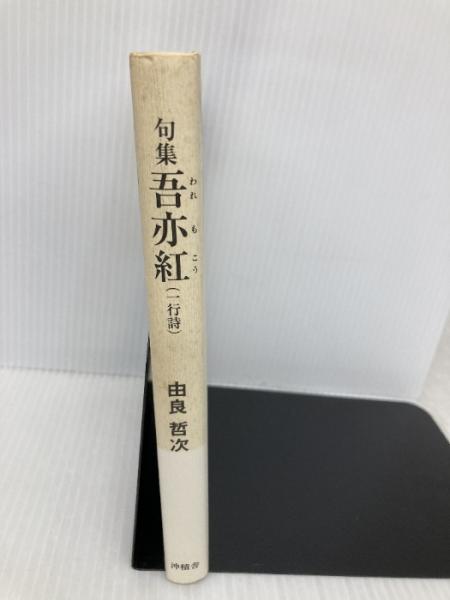 句集
吾亦紅
われもこう
(一行詩)
由良哲次
沖積舎